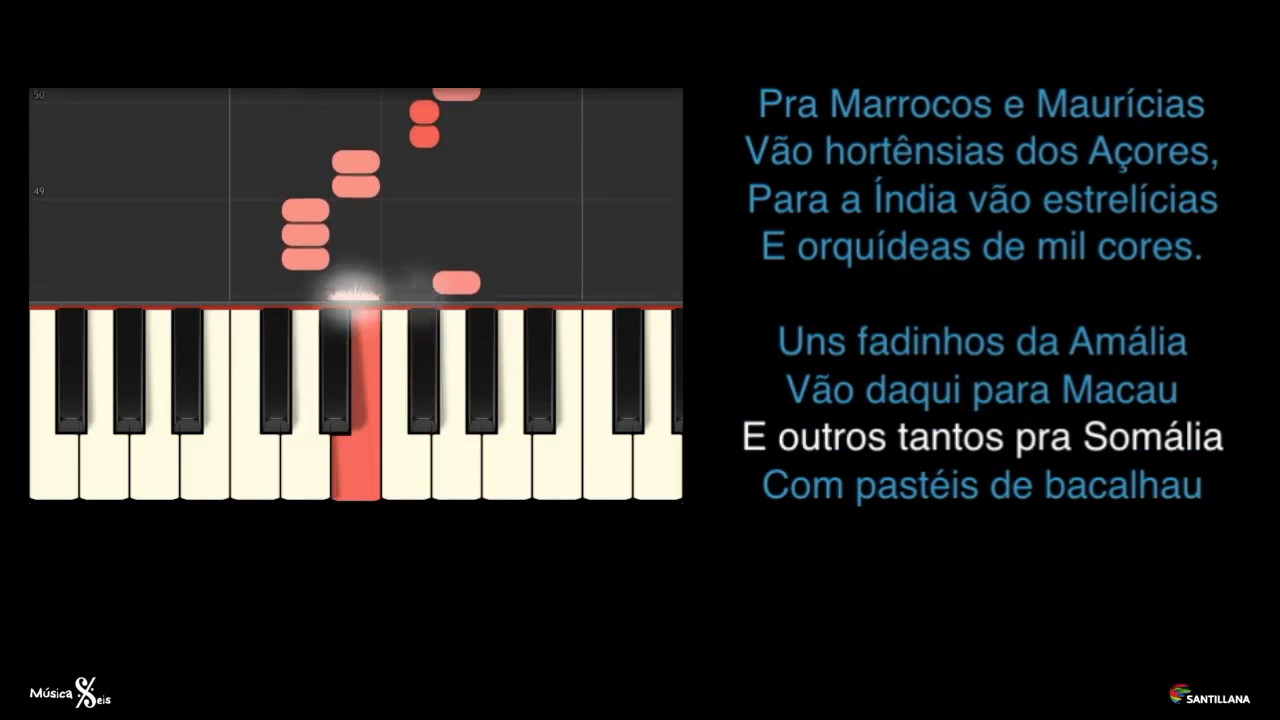 50
49
Pra Marrocos e Maurícias
Vão hortênsias dos Açores,
Para a Índia vão estrelícias
E orquídeas de mil cores.
Uns fadinhos da Amália
Vão daqui para Macau
E outros tantos pra Somália
Com pastéis de bacalhau
Música
eis
SANTILLANA